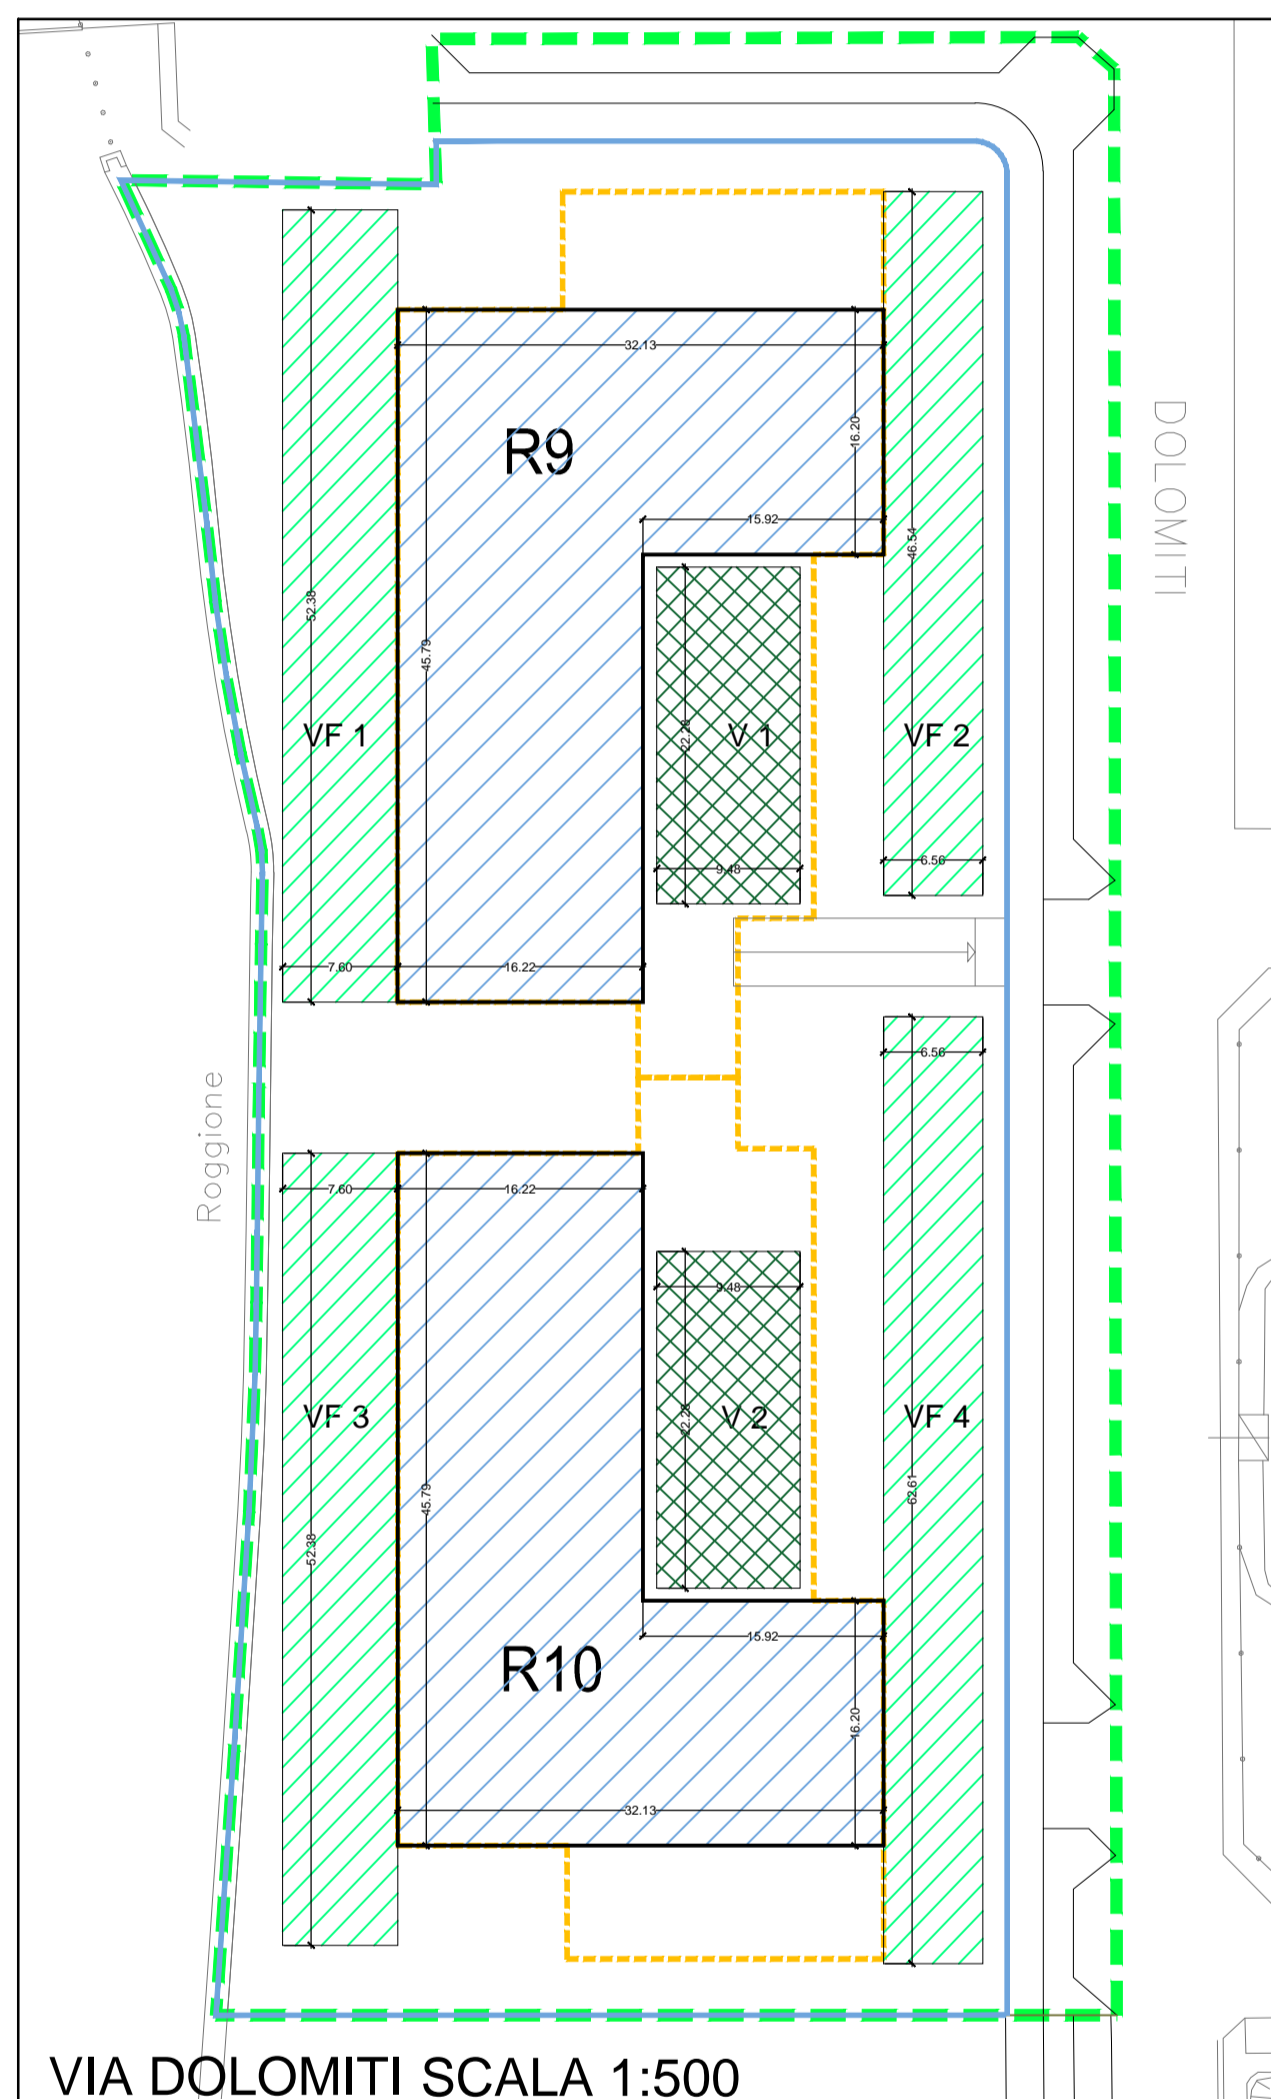 32.13
R9
16.20
DOLOMITI
15.92
46.54
52.38
45.79
VF 1
22.28
V 1
VF 2
6.56
9.48
7.60
16.22
6.56
Roggione
7.60
16.22
9.48
VF 3
22.28
V 2
VF 4
62.61
45.79
52.38
15.92
R10
16.20
32.13
VIA DOLOMITI SCALA 1:500